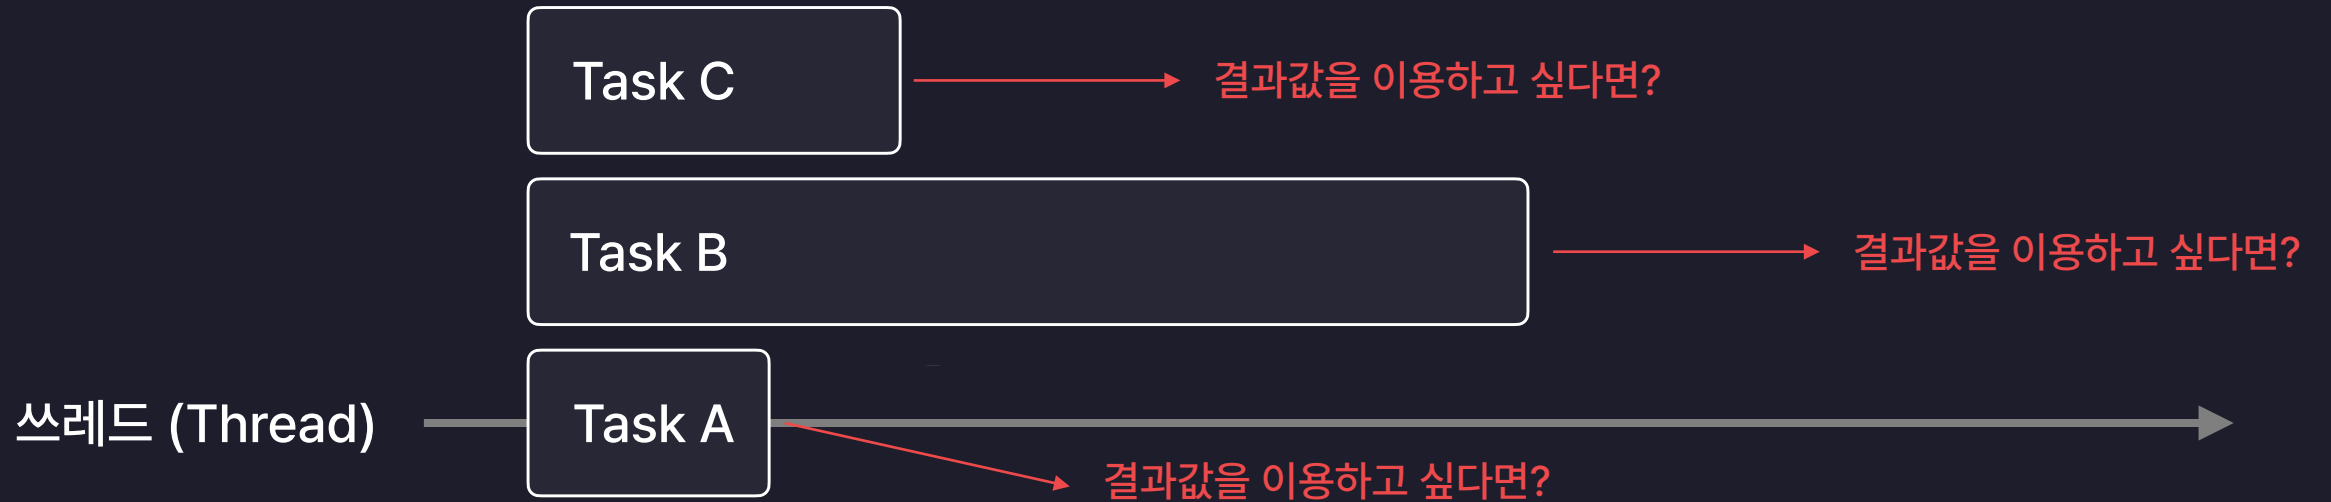 Task C
결과값을 이용하고 싶다면?
Task B
결과값을 이용하고 싶다면?
쓰레드 (Thread)
Task A
결과값을 이용하고 싶다면?